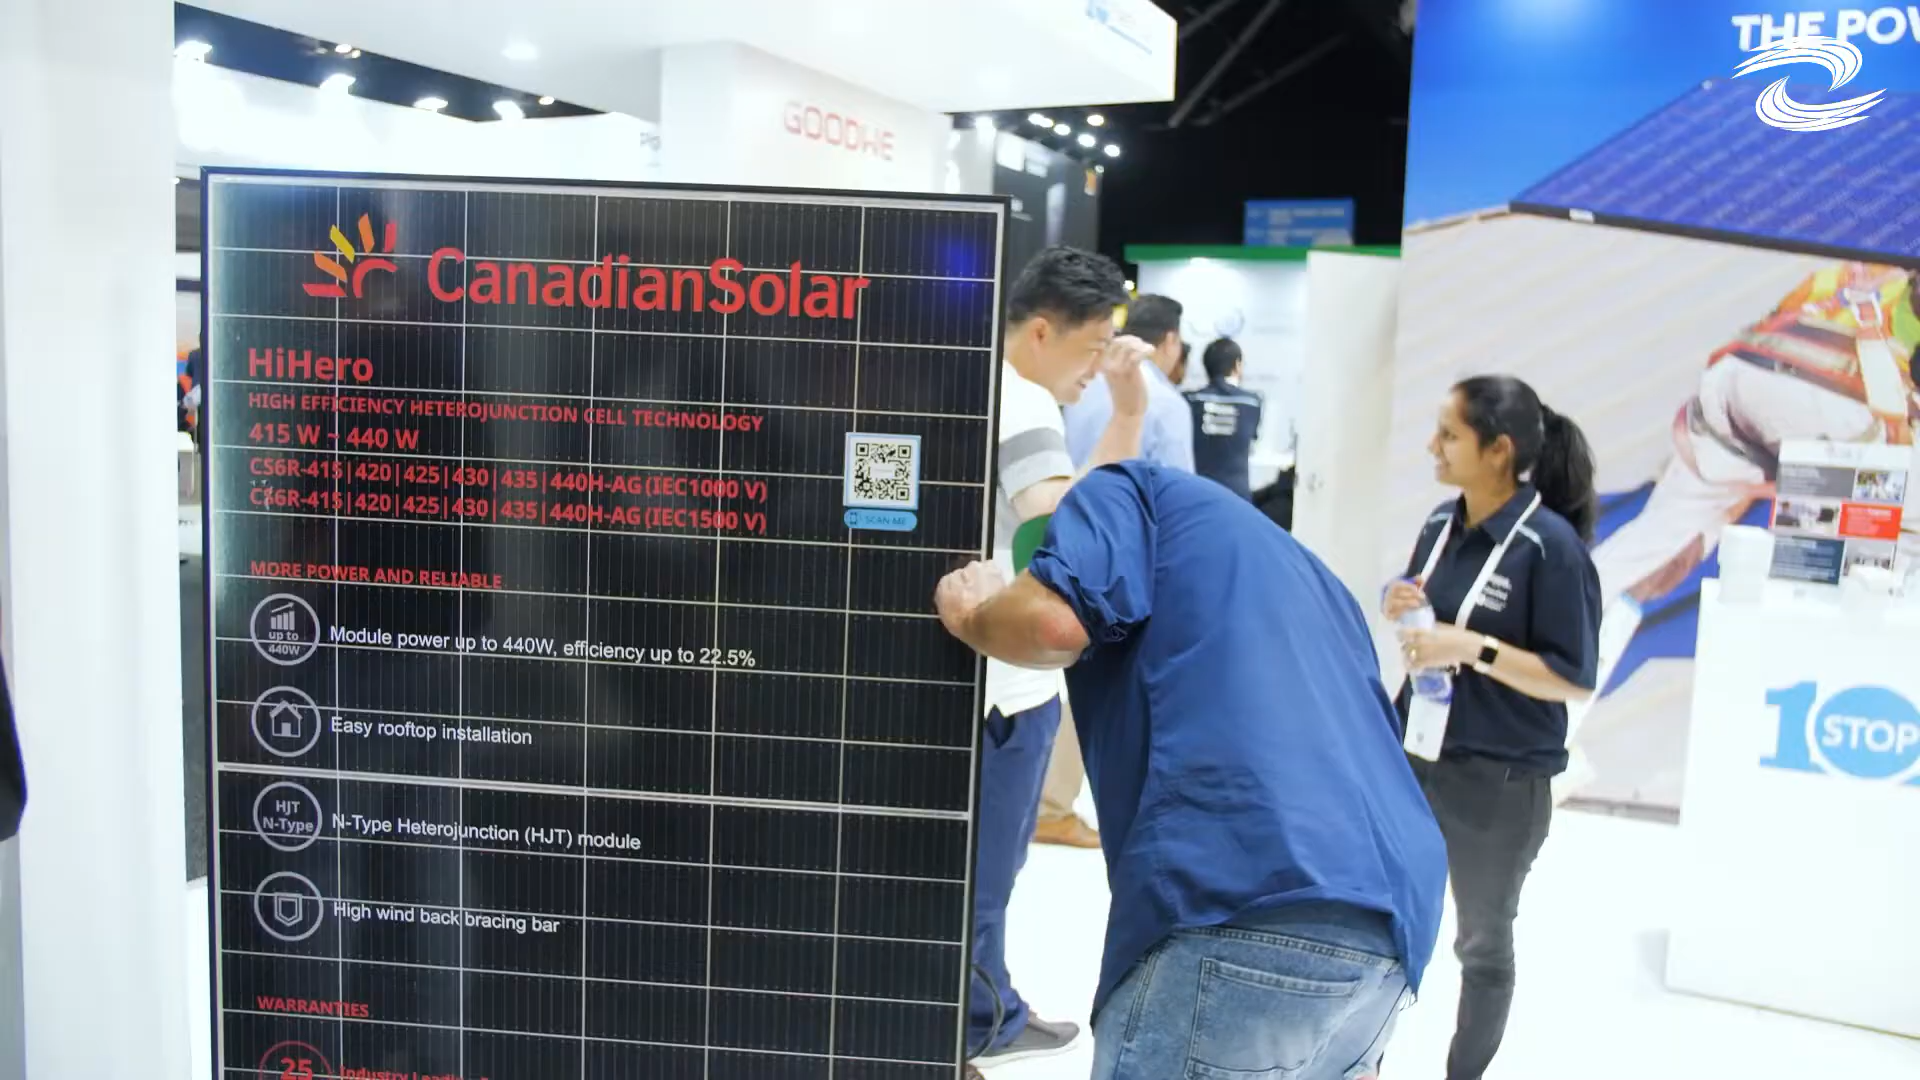 THE POW
GOODWE
CanadianSolar
HiHero
HIGH EFFICIENCY HETEROJUNCTION CELL TECHNOLOGY
415 W ~ 440 W
CS6R-415|420|425|430|435|440H-AG (IEC1000 V)
CS6R-415|420|425|430|435|440H-AG (IEC1500 V)
SCAN ME
MORE POWER AND RELIABLE
up to
440W
Module power up to 440W, efficiency up to 22.5%
Easy rooftop installation
HJT
N-Type
N-Type Heterojunction (HJT) module
High wind back bracing bar
WARRANTIES
25
Industry
1 STOP